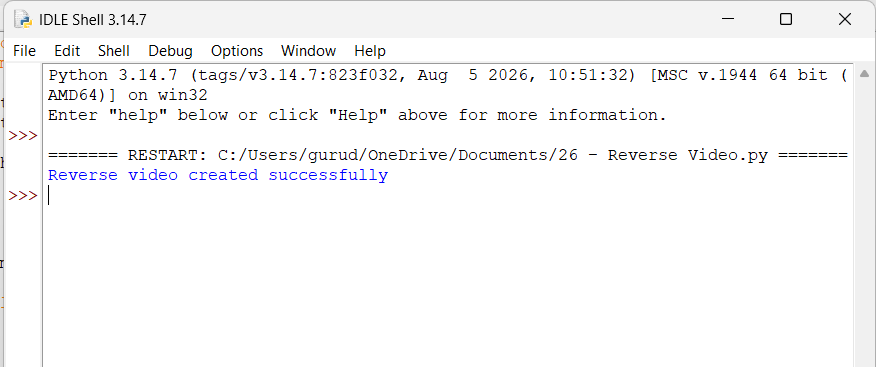 IDLE Shell 3.14.7
File Edit Shell Debug Options Window Help
Python 3.14.7 (tags/v3.14.7:823f032, Aug  5 2026, 10:51:32) [MSC v.1944 64 bit (
AMD64)] on win32
Enter "help" below or click "Help" above for more information.
>>>
======= RESTART: C:/Users/gurud/OneDrive/Documents/26 - Reverse Video.py =======
Reverse video created successfully
>>>